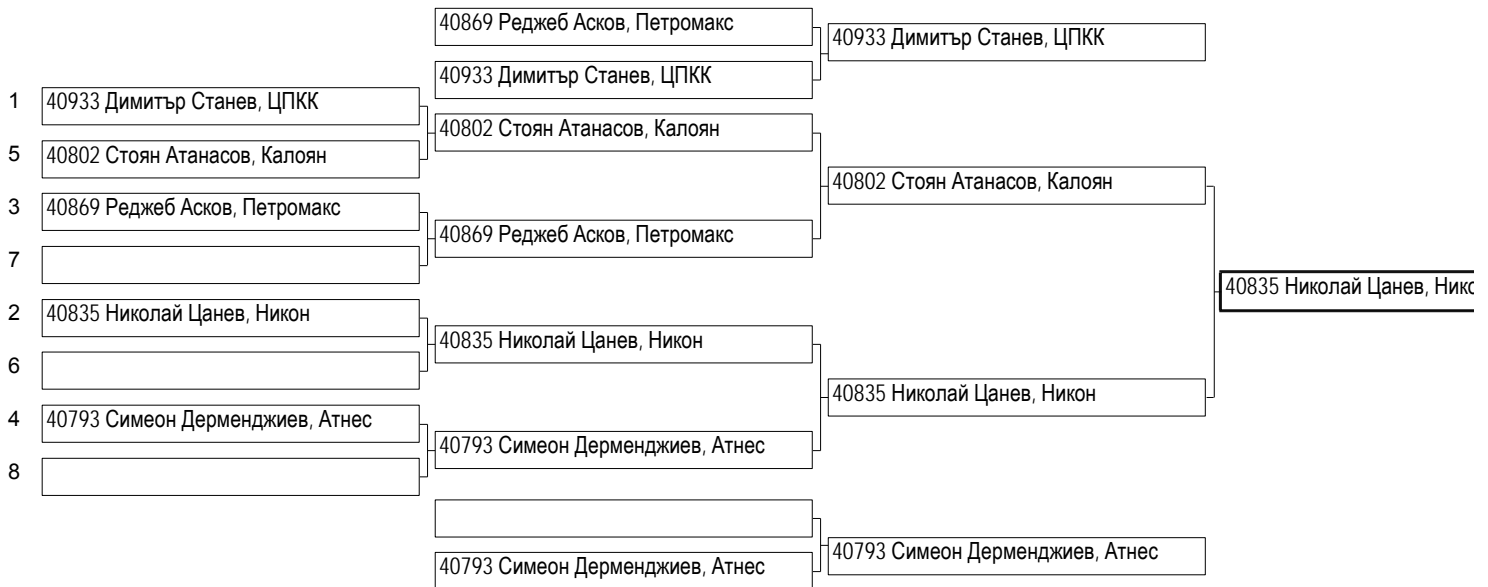 40869 Реджеб Асков, Петромакс
40933 Димитър Станев, ЦПКК
40933 Димитър Станев, ЦПКК
1 40933 Димитър Станев, ЦПКК
40802 Стоян Атанасов, Калоян
5 40802 Стоян Атанасов, Калоян
40802 Стоян Атанасов, Калоян
3 40869 Реджеб Асков, Петромакс
40869 Реджеб Асков, Петромакс
7
40835 Николай Цанев, Нико
2 40835 Николай Цанев, Никон
40835 Николай Цанев, Никон
6
40835 Николай Цанев, Никон
4 40793 Симеон Дерменджиев, Атнес
40793 Симеон Дерменджиев, Атнес
8
40793 Симеон Дерменджиев, Атнес
40793 Симеон Дерменджиев, Атнес